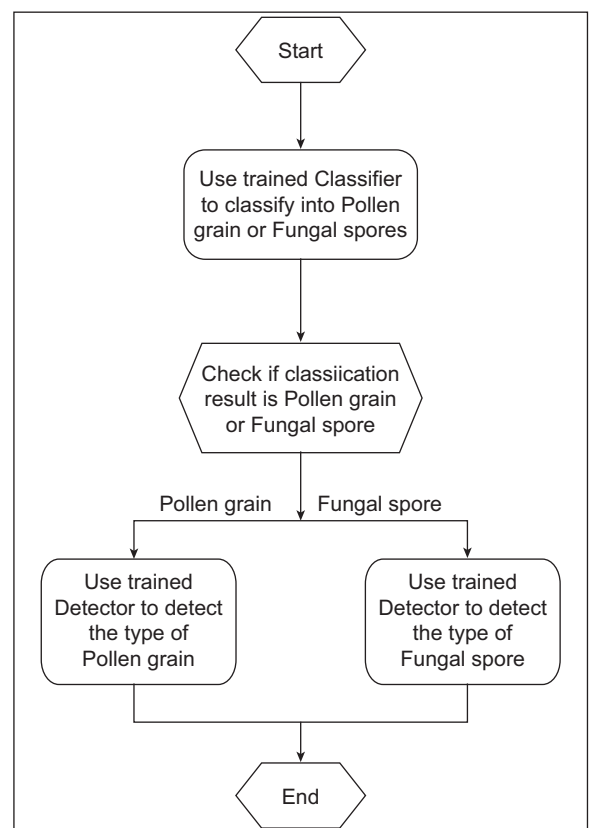 Start
Use trained Classifier
to classify into Pollen
grain or Fungal spores
Check if classiication
result is Pollen grain
or Fungal spore
Pollen grain
Fungal spore
Use trained
Detector to detect
the type of
Pollen grain
Use trained
Detector to detect
the type of
Fungal spore
End